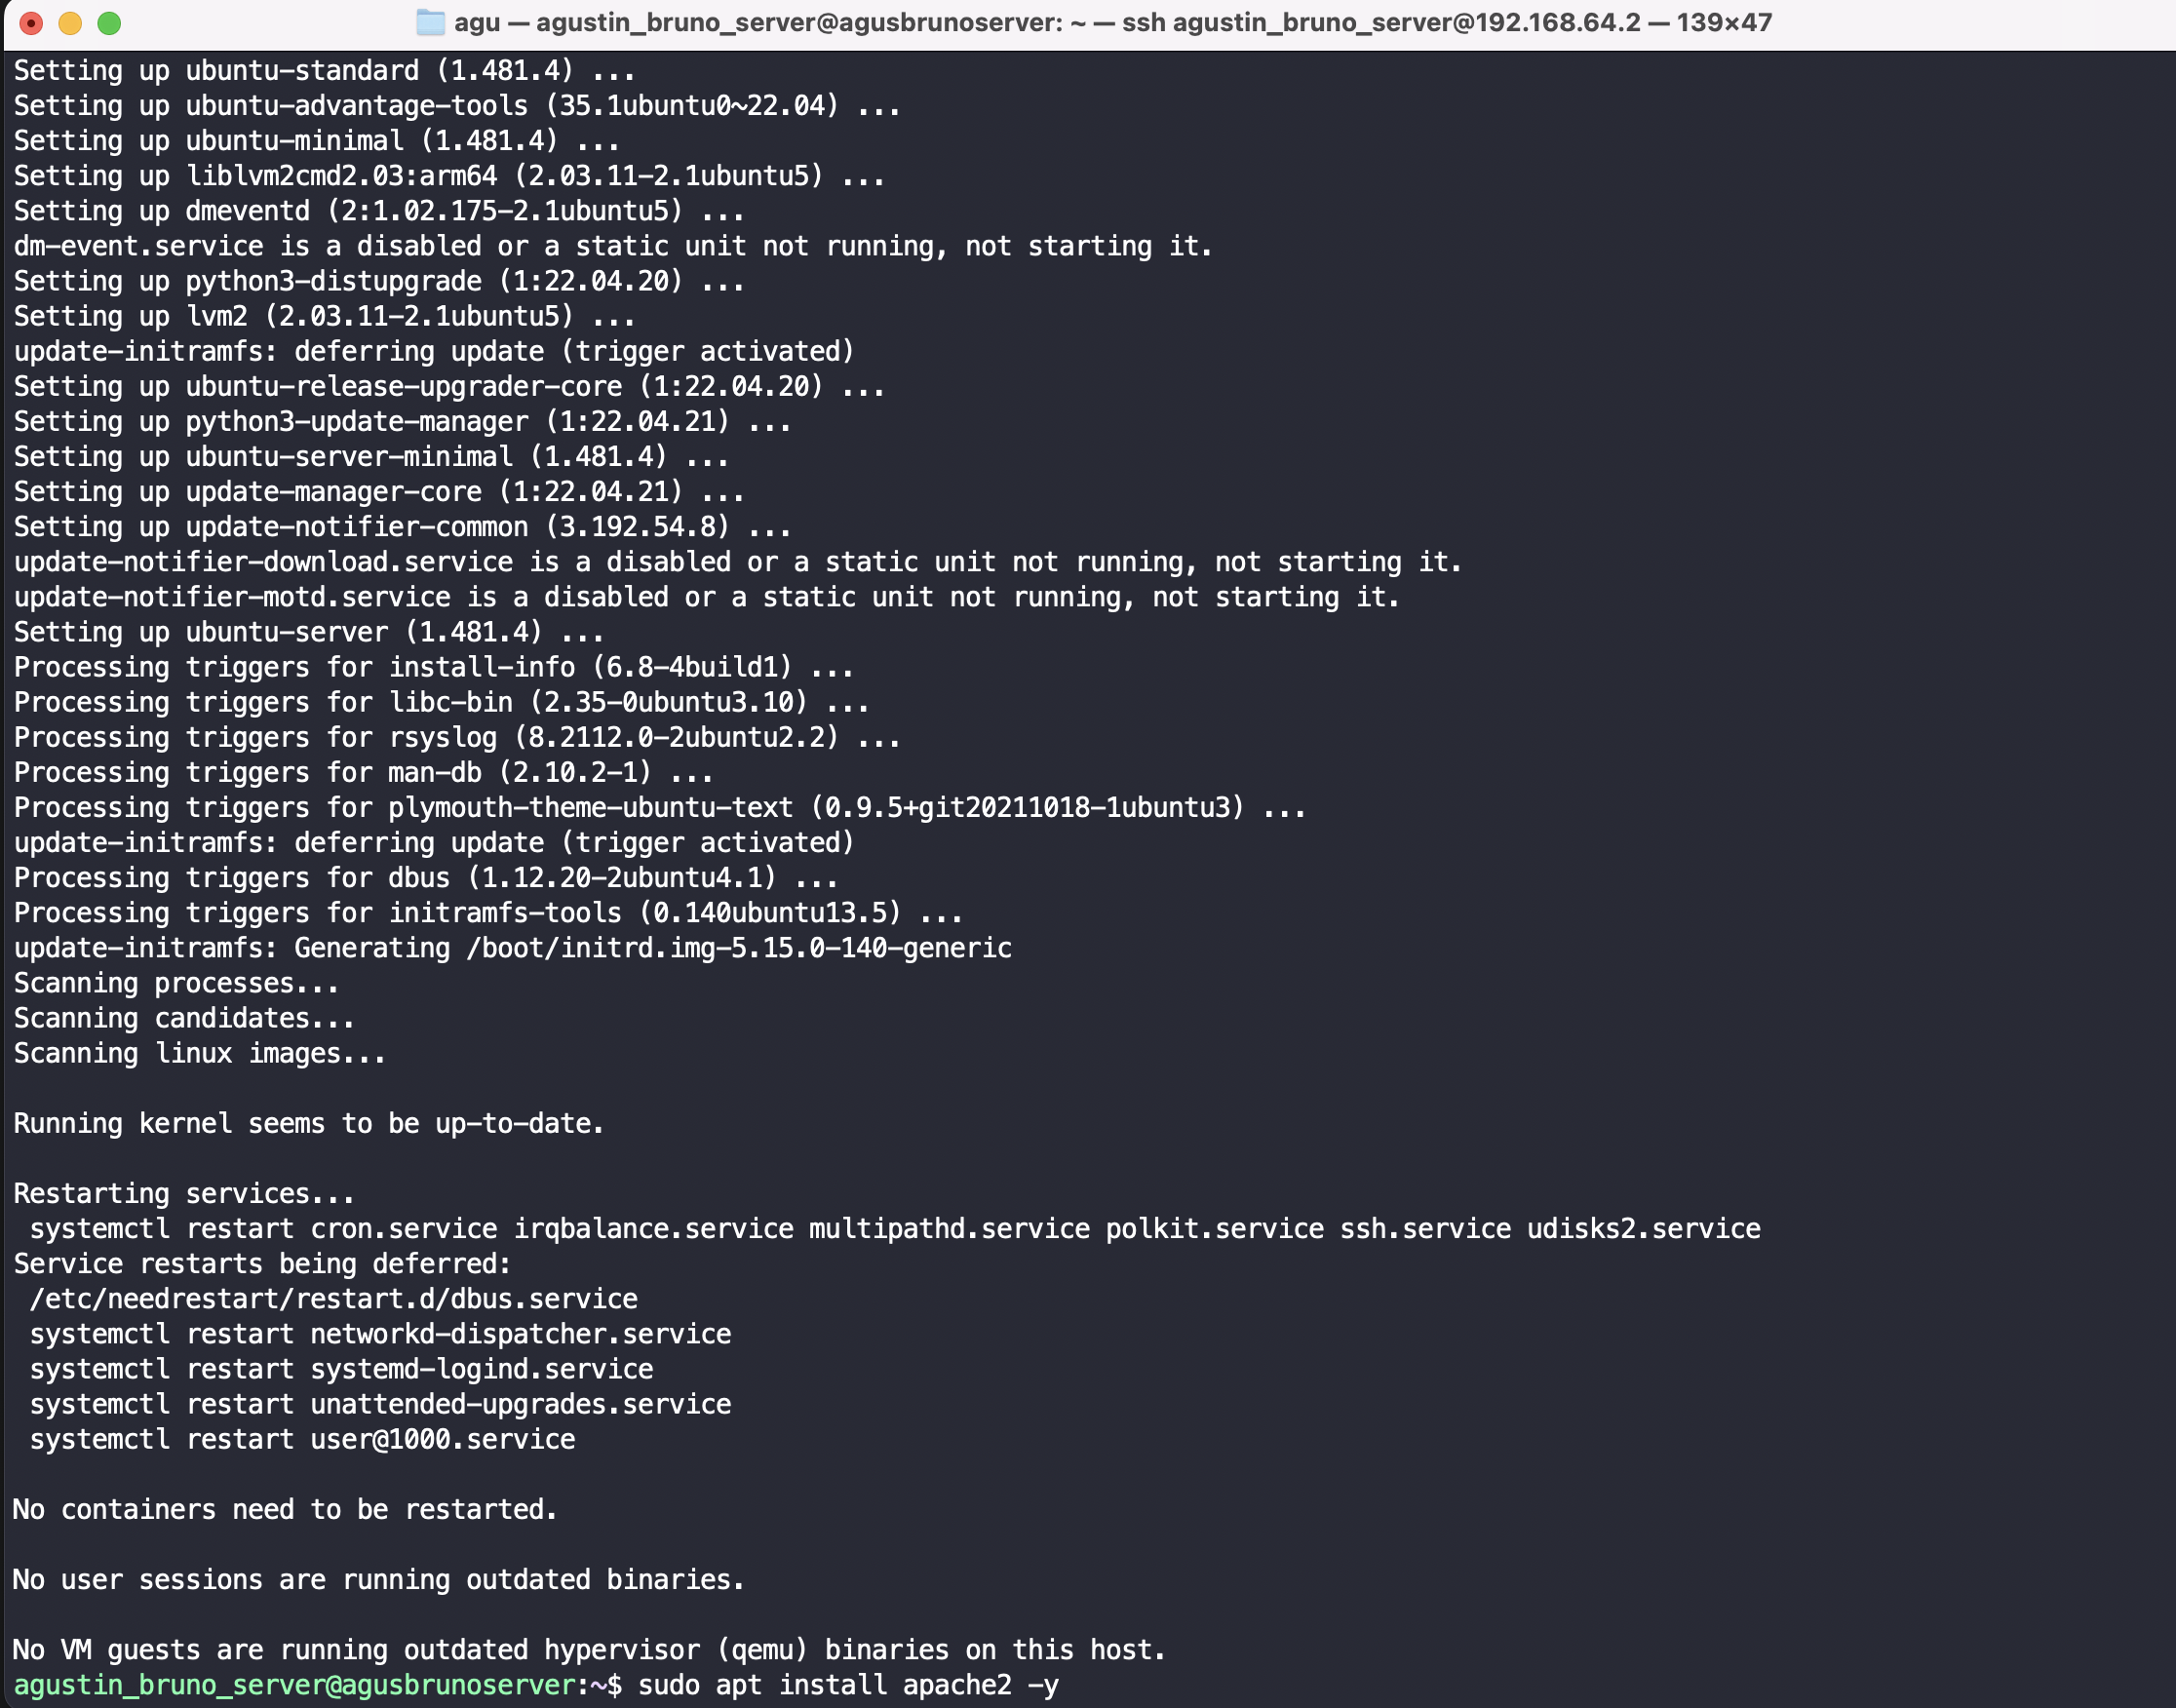 agu — agustin_bruno_server@agusbrunoserver: ~ — ssh agustin_bruno_server@192.168.64.2 — 139×47
Setting up ubuntu-standard (1.481.4) ...
Setting up ubuntu-advantage-tools (35.1ubuntu0~22.04) ...
Setting up ubuntu-minimal (1.481.4) ...
Setting up liblvm2cmd2.03:arm64 (2.03.11-2.1ubuntu5) ...
Setting up dmeventd (2:1.02.175-2.1ubuntu5) ...
dm-event.service is a disabled or a static unit not running, not starting it.
Setting up python3-distupgrade (1:22.04.20) ...
Setting up lvm2 (2.03.11-2.1ubuntu5) ...
update-initramfs: deferring update (trigger activated)
Setting up ubuntu-release-upgrader-core (1:22.04.20) ...
Setting up python3-update-manager (1:22.04.21) ...
Setting up ubuntu-server-minimal (1.481.4) ...
Setting up update-manager-core (1:22.04.21) ...
Setting up update-notifier-common (3.192.54.8) ...
update-notifier-download.service is a disabled or a static unit not running, not starting it.
update-notifier-motd.service is a disabled or a static unit not running, not starting it.
Setting up ubuntu-server (1.481.4) ...
Processing triggers for install-info (6.8-4build1) ...
Processing triggers for libc-bin (2.35-0ubuntu3.10) ...
Processing triggers for rsyslog (8.2112.0-2ubuntu2.2) ...
Processing triggers for man-db (2.10.2-1) ...
Processing triggers for plymouth-theme-ubuntu-text (0.9.5+git20211018-1ubuntu3) ...
update-initramfs: deferring update (trigger activated)
Processing triggers for dbus (1.12.20-2ubuntu4.1) ...
Processing triggers for initramfs-tools (0.140ubuntu13.5) ...
update-initramfs: Generating /boot/initrd.img-5.15.0-140-generic
Scanning processes...
Scanning candidates...
Scanning linux images...
Running kernel seems to be up-to-date.
Restarting services...
systemctl restart cron.service irqbalance.service multipathd.service polkit.service ssh.service udisks2.service
Service restarts being deferred:
/etc/needrestart/restart.d/dbus.service
systemctl restart networkd-dispatcher.service
systemctl restart systemd-logind.service
systemctl restart unattended-upgrades.service
systemctl restart user@1000.service
No containers need to be restarted.
No user sessions are running outdated binaries.
No VM guests are running outdated hypervisor (qemu) binaries on this host.
agustin_bruno_server@agusbrunoserver:~$ sudo apt install apache2 -y